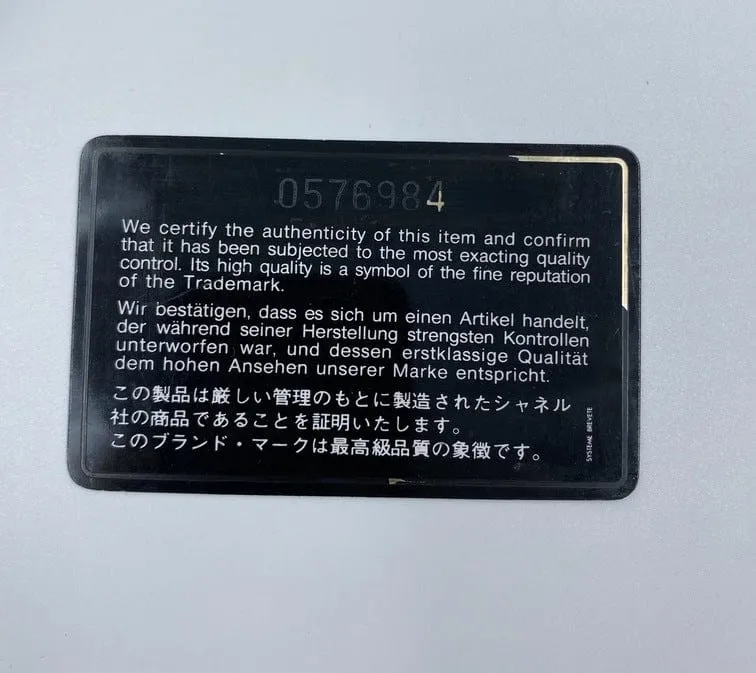 0576984
We certify the authenticity of this item and confirm
that it has been subjected to the most exacting quality
control. Its high quality is a symbol of the fine reputation
of the Trademark.
Wir bestätigen, dass es sich um einen Artikel handelt,
der während seiner Herstellung strengsten Kontrollen
unterworfen war, und dessen erstklassige Qualität
dem hohen Ansehen unserer Marke entspricht.
この製品は厳しい管理のもとに製造されたシャネル
社の商品であることを証明いたします。
このブランド・マークは最高級品質の象徴です。
SYSTEME BREVETE